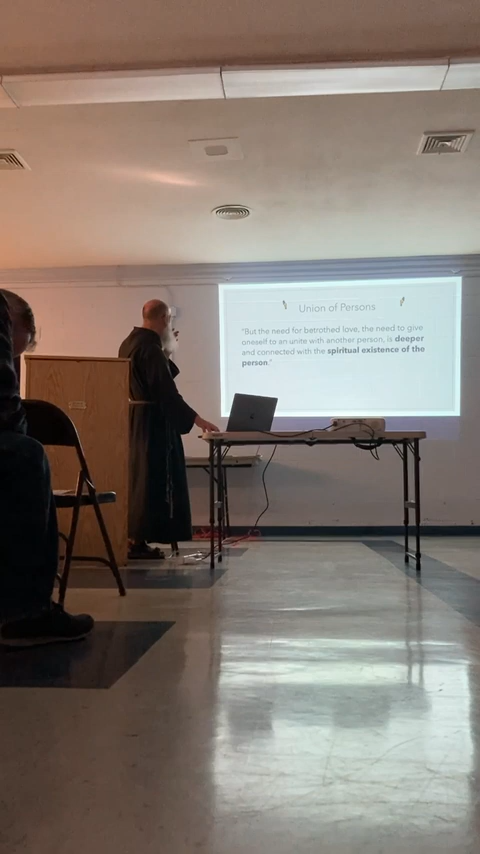 Union of Persons
"But the need for betrothed love, the need to give
oneself to an unite with another person, is deeper
and connected with the spiritual existence of the
person."